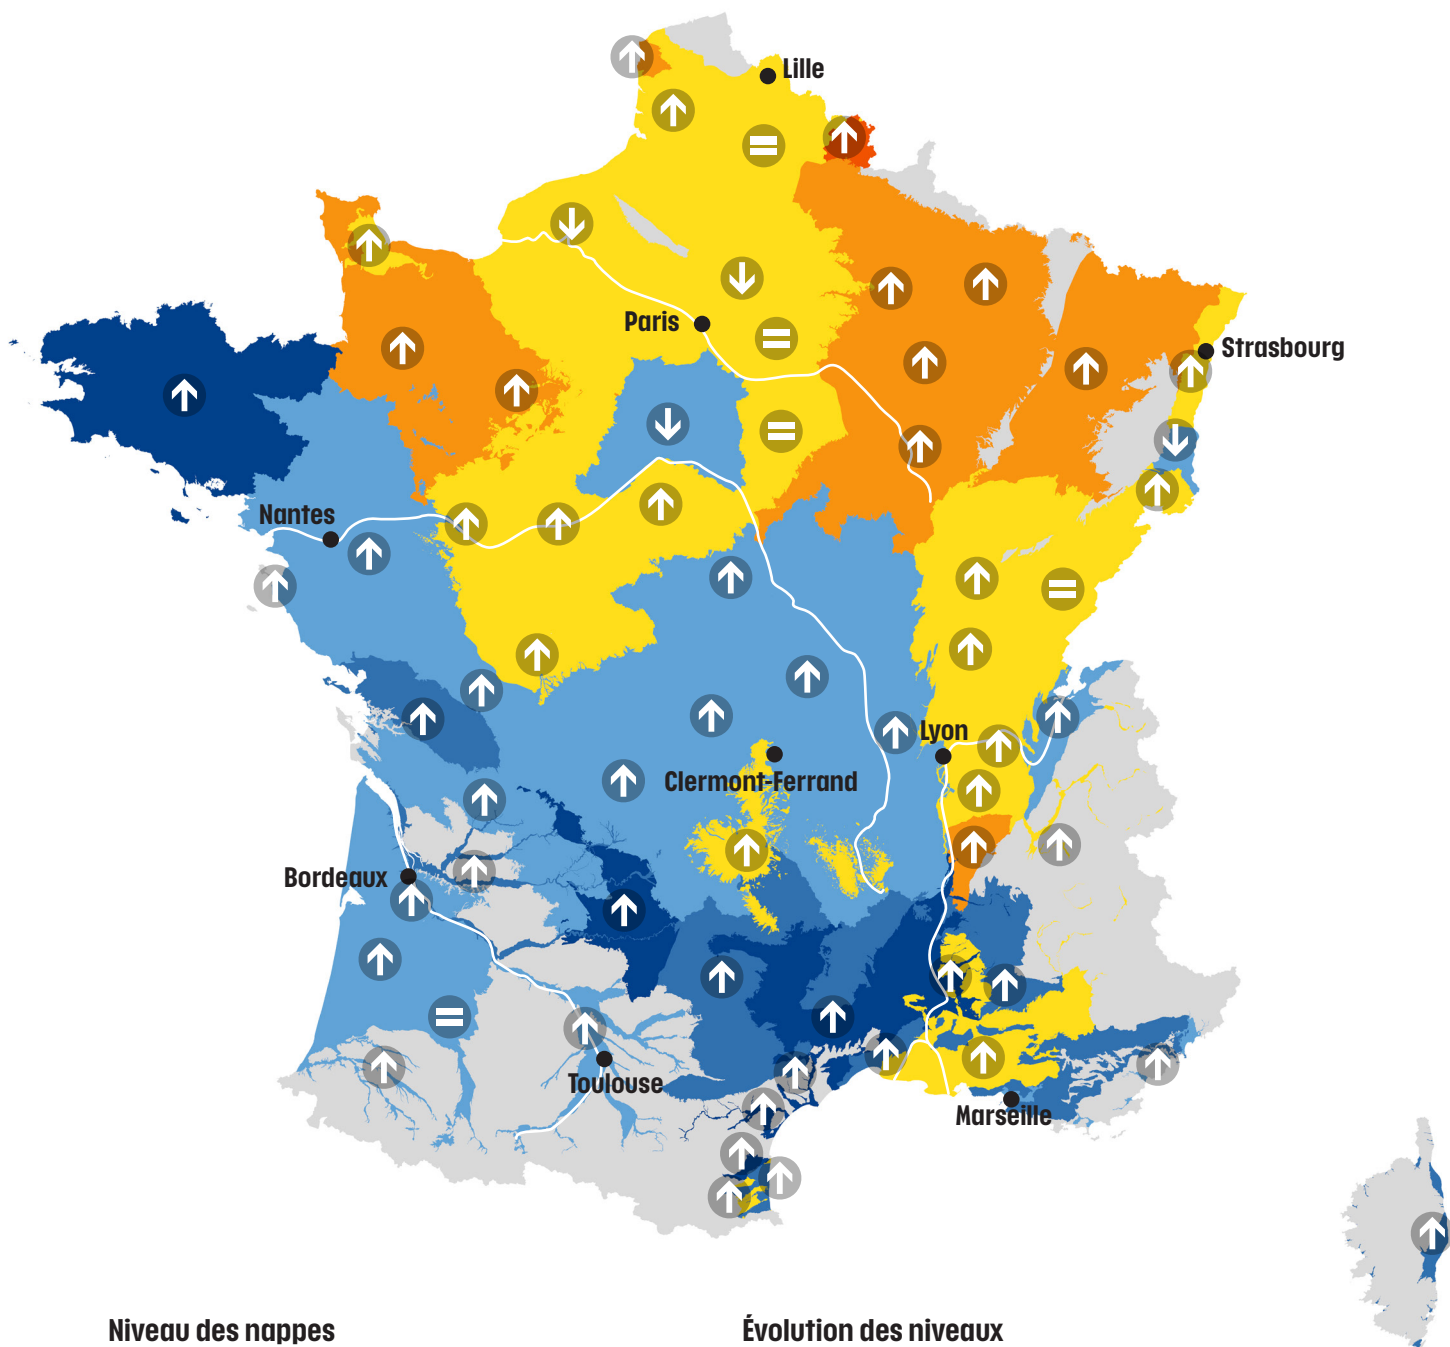 Lille
Paris
Strasbourg
Nantes
Lyon
Clermont-Ferrand
Bordeaux
Toulouse
Marseille
Niveau des nappes
Évolution des niveaux